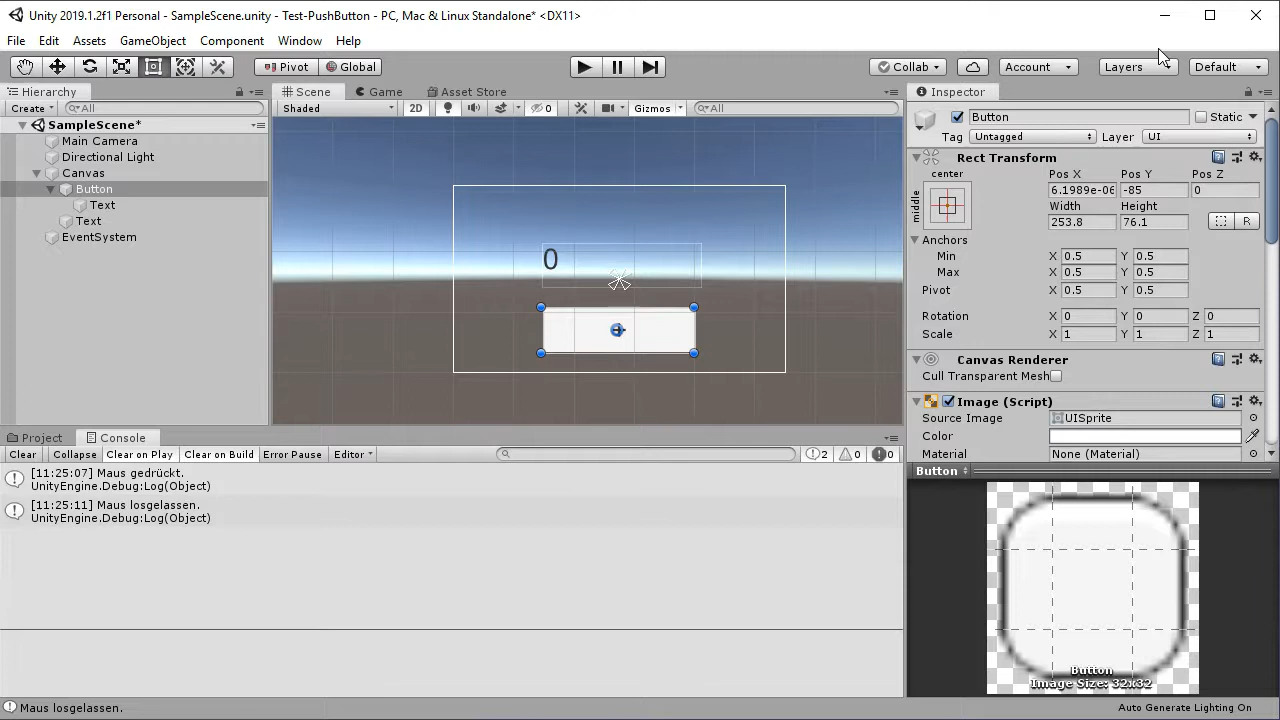 Unity 2019.1.2f1 Personal - SampleScene.unity - Test-PushButton - PC, Mac & Linux Standalone* <DX11>
File Edit Assets GameObject Component Window Help
Pivot Global Collab Account Layers Default
Hierarchy
Create All
SampleScene*
Main Camera
Directional Light
Canvas
Button
Text
Text
EventSystem
Scene Game Asset Store
Shaded 2D 0 Gizmos All
0
Inspector
Button Static
Tag Untagged Layer UI
Rect Transform
center Pos X Pos Y Pos Z
middle 6.1989e-06 -85 0
Width Height
253.8 76.1 R
Anchors
Min X 0.5 Y 0.5
Max X 0.5 Y 0.5
Pivot X 0.5 Y 0.5
Rotation X 0 Y 0 Z 0
Scale X 1 Y 1 Z 1
Canvas Renderer
Cull Transparent Mesh
Image (Script)
Source Image UISprite
Color
Material None (Material)
Button
Button
Image Size: 32x32
Project Console
Clear Collapse Clear on Play Clear on Build Error Pause Editor 2 0 0
[11:25:07] Maus gedrückt.
UnityEngine.Debug:Log(Object)
[11:25:11] Maus losgelassen.
UnityEngine.Debug:Log(Object)
Maus losgelassen.
Auto Generate Lighting On